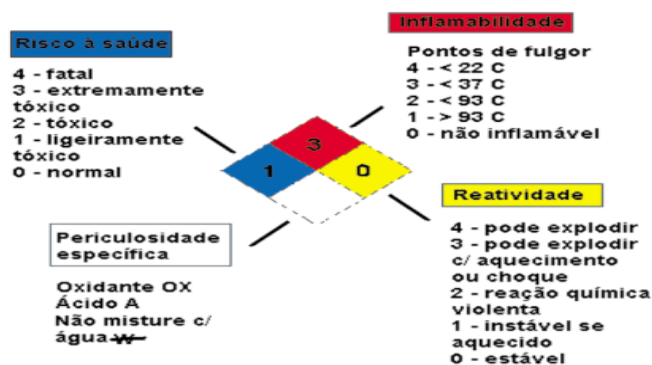 Risco à saúde
4 - fatal
3 - extremamente
tóxico
2 - tóxico
1 - ligeiramente
tóxico
0 - normal
Inflamabilidade
Pontos de fulgor
4 - < 22 C
3 - < 37 C
2 - < 93 C
1 - > 93 C
0 - não inflamável
3
1
0
Reatividade
4 - pode explodir
3 - pode explodir
c/ aquecimento
ou choque
2 - reação química
violenta
1 - instável se
aquecido
0 - estável
Periculosidade
específica
Oxidante OX
Ácido A
Não misture c/
água W